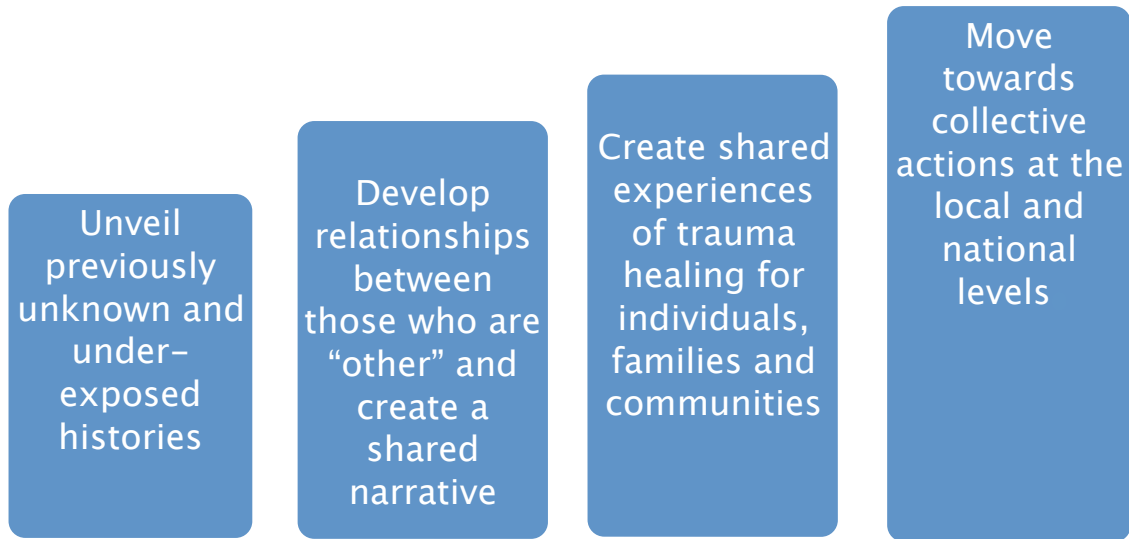 Unveil
previously
unknown and
under-
exposed
histories
Develop
relationships
between
those who are
“other” and
create a
shared
narrative
Create shared
experiences
of trauma
healing for
individuals,
families and
communities
Move
towards
collective
actions at the
local and
national
levels